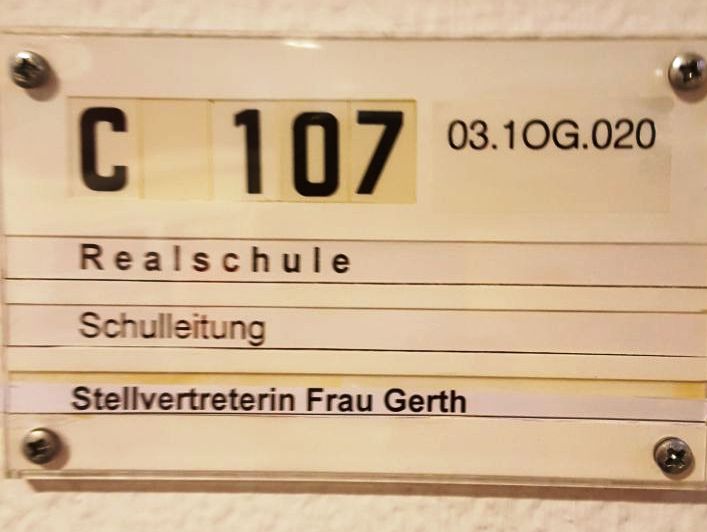 C 107 03.1OG.020
Realschule
Schulleitung
Stellvertreterin Frau Gerth